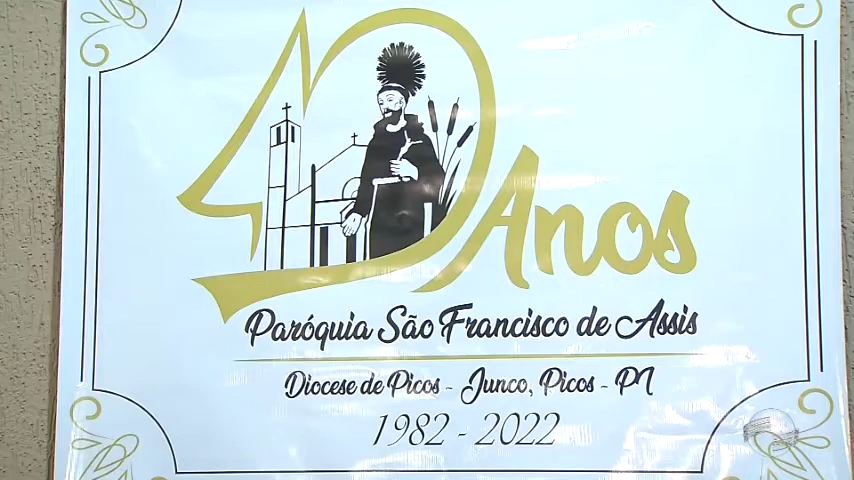 40 Anos
Paróquia São Francisco de Assis
Diocese de Picos - Junco, Picos - PI
1982 - 2022